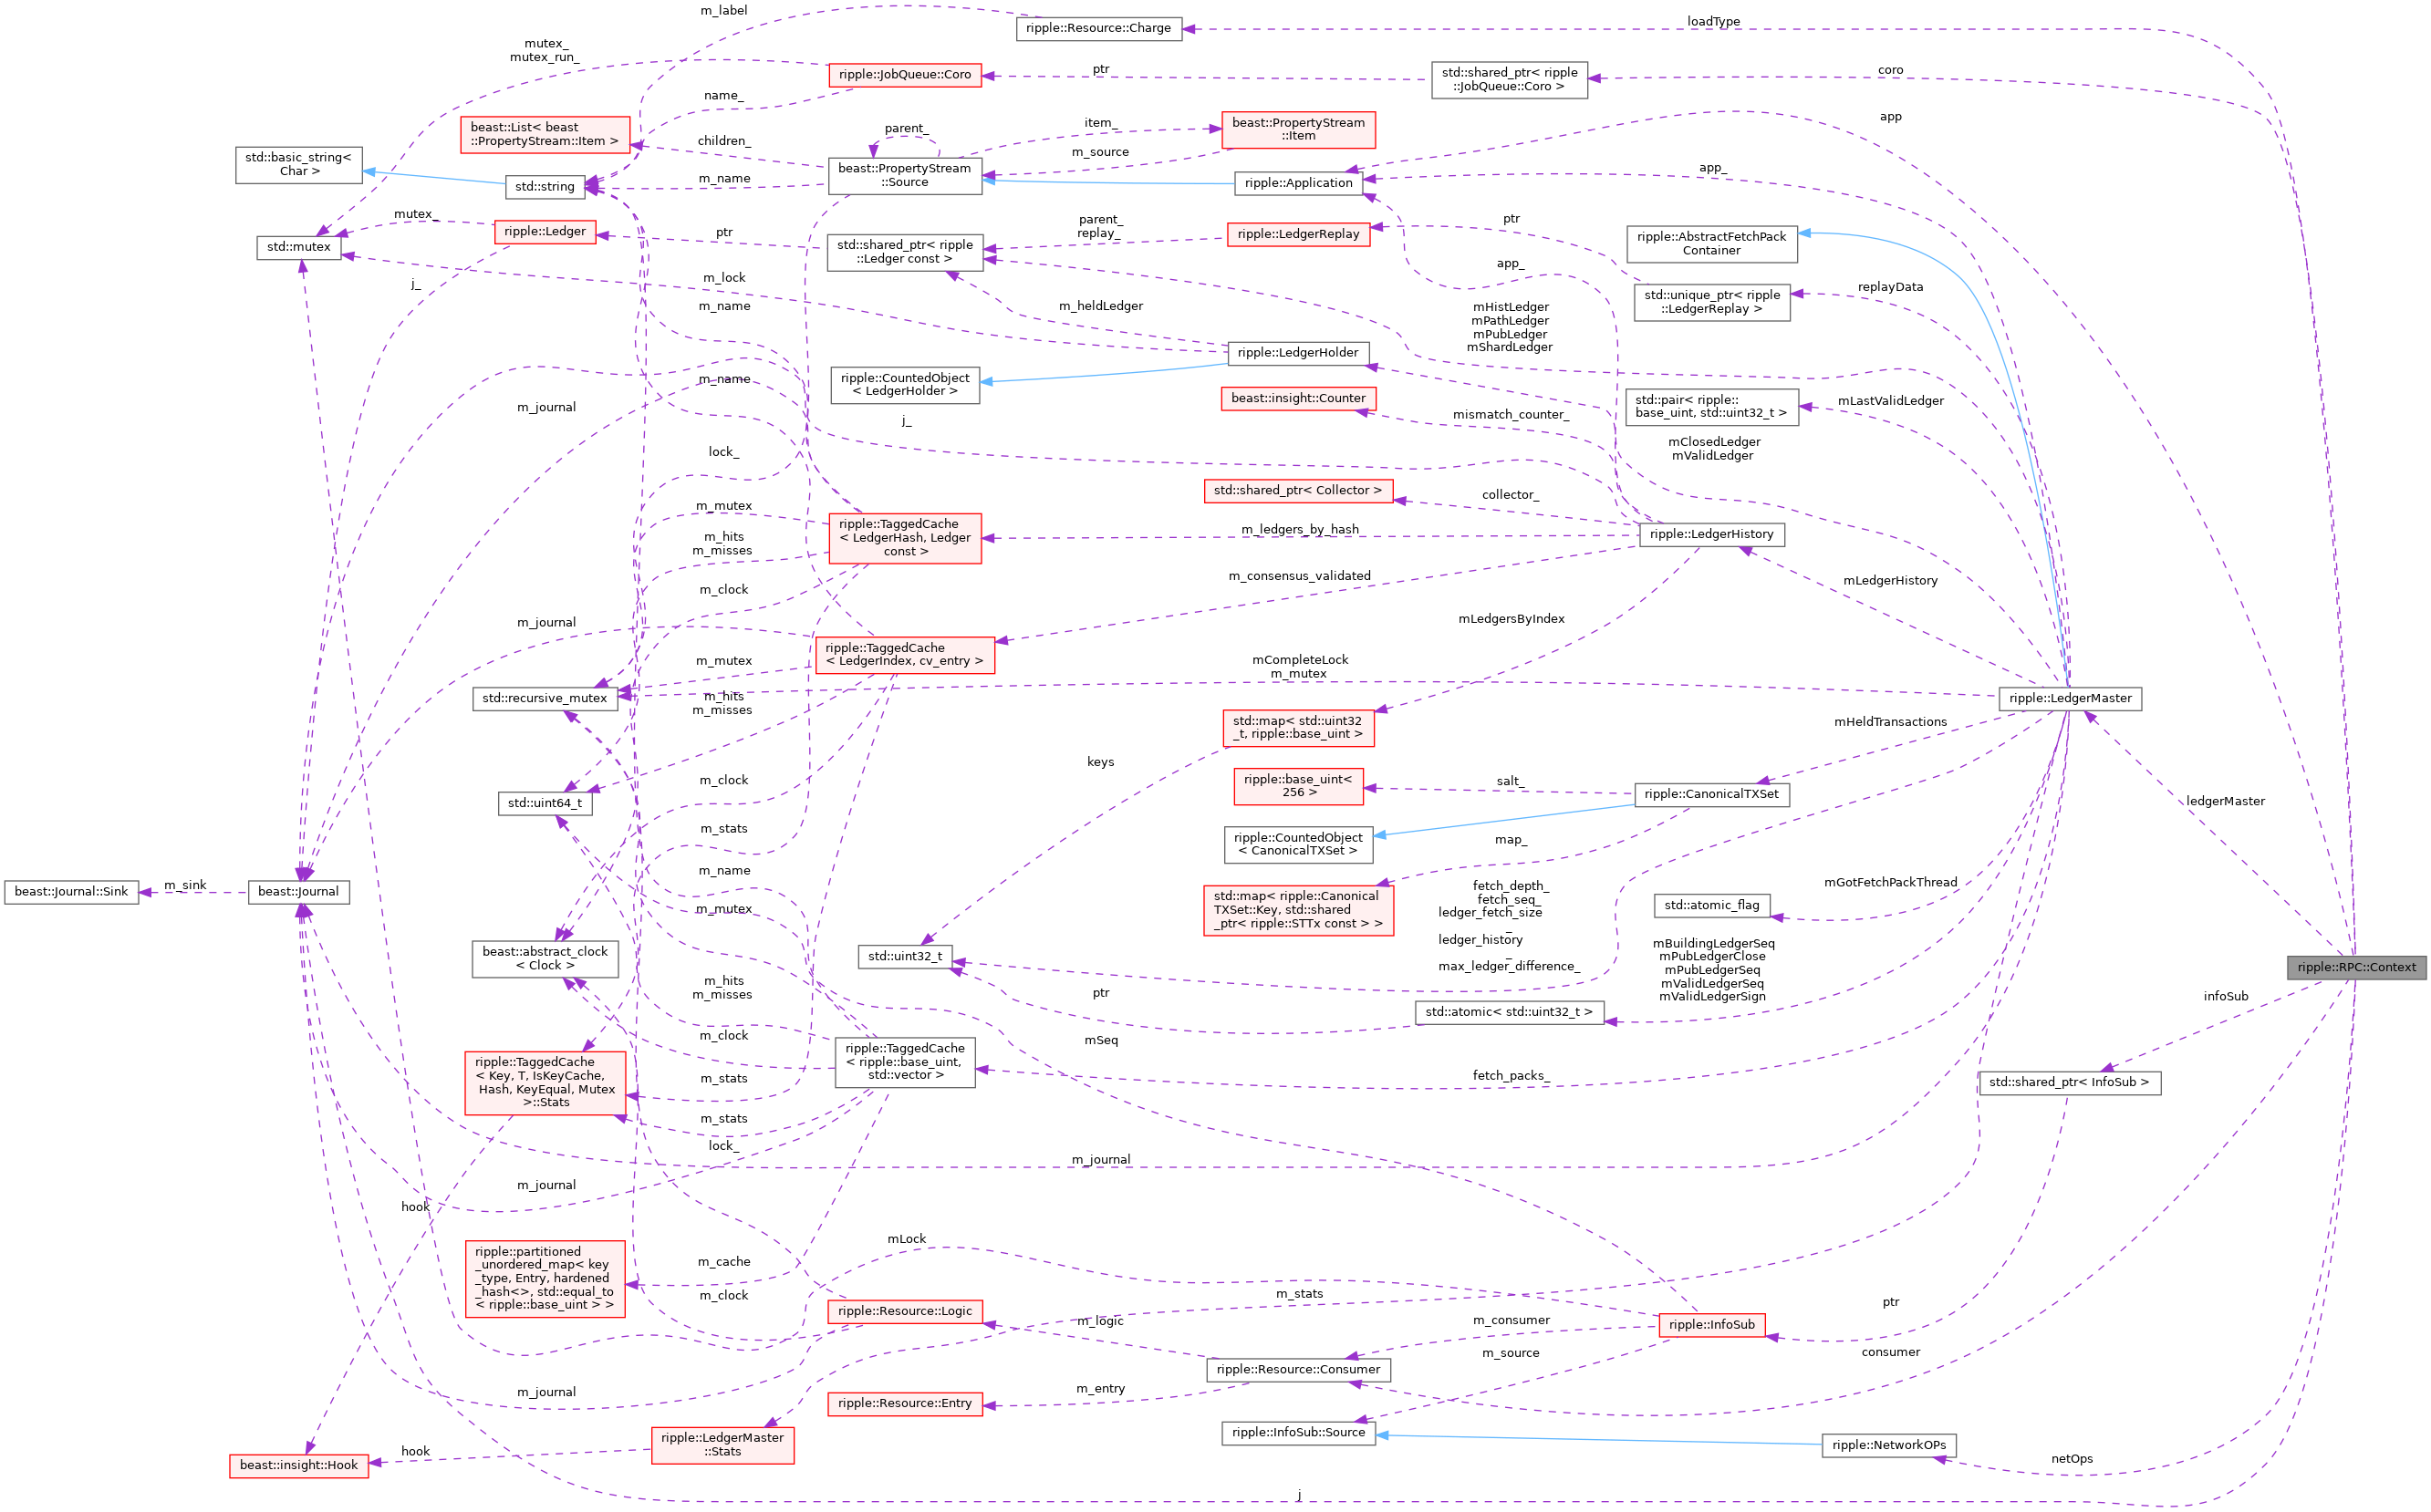 m_label
ripple::Resource::Charge
loadType
mutex_
mutex_run_
ripple::JobQueue::Coro
ptr
std::shared_ptr< ripple
::JobQueue::Coro >
coro
name_
beast::List< beast
::PropertyStream::Item >
children_
parent_
item_
beast::PropertyStream
::Item
app
std::basic_string<
Char >
std::string
m_name
beast::PropertyStream
::Source
m_source
ripple::Application
app_
mutex_
ripple::Ledger
std::mutex
ptr
std::shared_ptr< ripple
::Ledger const >
parent_
replay_
ripple::LedgerReplay
ptr
ripple::AbstractFetchPack
Container
j_
m_lock
m_name
m_heldLedger
app_
mHistLedger
mPathLedger
mPubLedger
mShardLedger
std::unique_ptr< ripple
::LedgerReplay >
replayData
ripple::LedgerHolder
ripple::CountedObject
< LedgerHolder >
m_name
m_journal
j_
beast::insight::Counter
mismatch_counter_
std::pair< ripple::
base_uint, std::uint32_t >
mLastValidLedger
mClosedLedger
mValidLedger
lock_
std::shared_ptr< Collector >
collector_
m_mutex
ripple::TaggedCache
< LedgerHash, Ledger
const >
m_ledgers_by_hash
ripple::LedgerHistory
m_hits
m_misses
m_clock
m_consensus_validated
mLedgerHistory
m_journal
mLedgersByIndex
ripple::TaggedCache
< LedgerIndex, cv_entry >
m_mutex
mCompleteLock
m_mutex
std::recursive_mutex
m_hits
m_misses
ripple::LedgerMaster
std::map< std::uint32
_t, ripple::base_uint >
mHeldTransactions
keys
m_clock
ripple::base_uint<
256 >
salt_
ripple::CanonicalTXSet
ledgerMaster
std::uint64_t
m_stats
ripple::CountedObject
< CanonicalTXSet >
map_
m_name
beast::Journal::Sink
m_sink
beast::Journal
m_mutex
std::map< ripple::Canonical
TXSet::Key, std::shared
_ptr< ripple::STTx const > >
fetch_depth_
fetch_seq_
ledger_fetch_size
_
ledger_history
_
max_ledger_difference_
std::atomic_flag
mGotFetchPackThread
beast::abstract_clock
< Clock >
std::uint32_t
mBuildingLedgerSeq
mPubLedgerClose
mPubLedgerSeq
mValidLedgerSeq
mValidLedgerSign
ripple::RPC::Context
m_hits
m_misses
ptr
std::atomic< std::uint32_t >
infoSub
m_clock
mSeq
ripple::TaggedCache
< ripple::base_uint,
std::vector >
ripple::TaggedCache
< Key, T, IsKeyCache,
Hash, KeyEqual, Mutex
>::Stats
m_stats
fetch_packs_
std::shared_ptr< InfoSub >
m_stats
lock_
m_journal
m_journal
hook
mLock
ripple::partitioned
_unordered_map< key
_type, Entry, hardened
_hash<>, std::equal_to
< ripple::base_uint > >
m_cache
m_clock
m_stats
ripple::Resource::Logic
m_logic
m_consumer
ripple::InfoSub
ptr
m_source
consumer
ripple::Resource::Consumer
m_journal
m_entry
ripple::Resource::Entry
ripple::InfoSub::Source
ripple::NetworkOPs
netOps
ripple::LedgerMaster
::Stats
hook
beast::insight::Hook
j